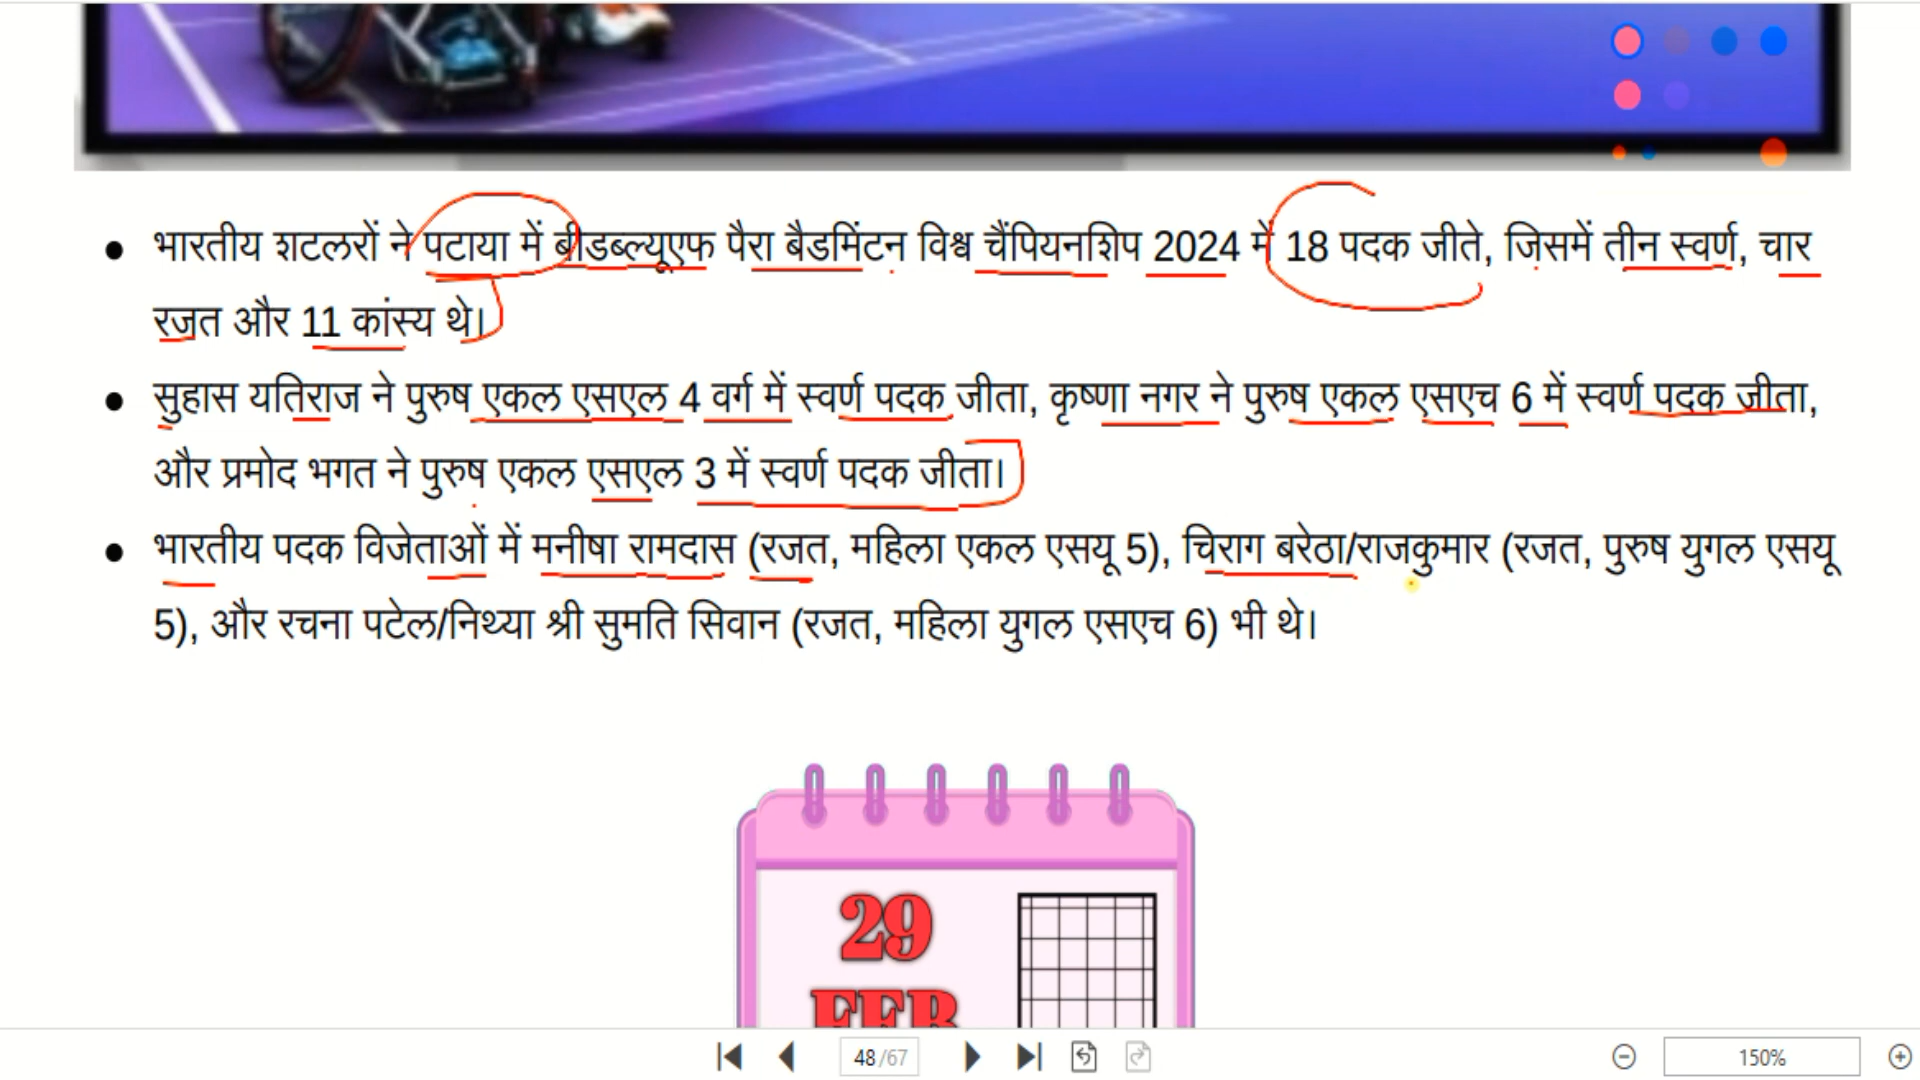 भारतीय शटलरों ने पटाया में बीडब्ल्यूएफ पैरा बैडमिंटन विश्व चैंपियनशिप 2024 में 18 पदक जीते, जिसमें तीन स्वर्ण, चार
रजत और 11 कांस्य थे।
सुहास यतिराज ने पुरुष एकल एसएल 4 वर्ग में स्वर्ण पदक जीता, कृष्णा नगर ने पुरुष एकल एसएच 6 में स्वर्ण पदक जीता,
और प्रमोद भगत ने पुरुष एकल एसएल 3 में स्वर्ण पदक जीता।
भारतीय पदक विजेताओं में मनीषा रामदास (रजत, महिला एकल एसयू 5), चिराग बरेठा/राजकुमार (रजत, पुरुष युगल एसयू
5), और रचना पटेल/निथ्या श्री सुमति सिवान (रजत, महिला युगल एसएच 6) भी थे।
29
FEB
48/67
150%